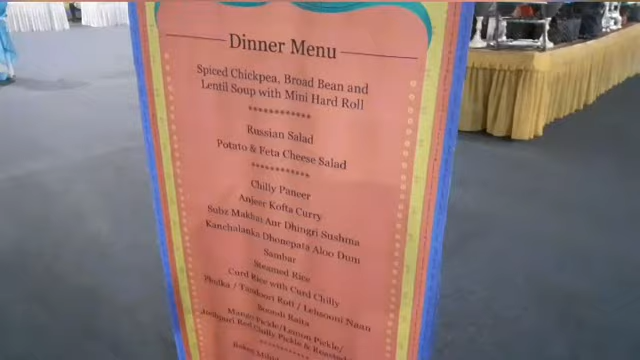 Dinner Menu
Spiced Chickpea, Broad Bean and
Lentil Soup with Mini Hard Roll
Russian Salad
Potato & Feta Cheese Salad
Chilly Paneer
Anjeer Kofta Curry
Subz Makhai Aur Dhingri Sushma
Kanchalanka Dhonepata Aloo Dum
Sambar
Steamed Rice
Curd Rice with Curd Chilly
Phulka / Tandoori Roti / Lehsooni Naan
Boondi Raita
Mango Pickle/Lemon Pickle/
Jodhpuri Red Chilly Pickle & Roasted